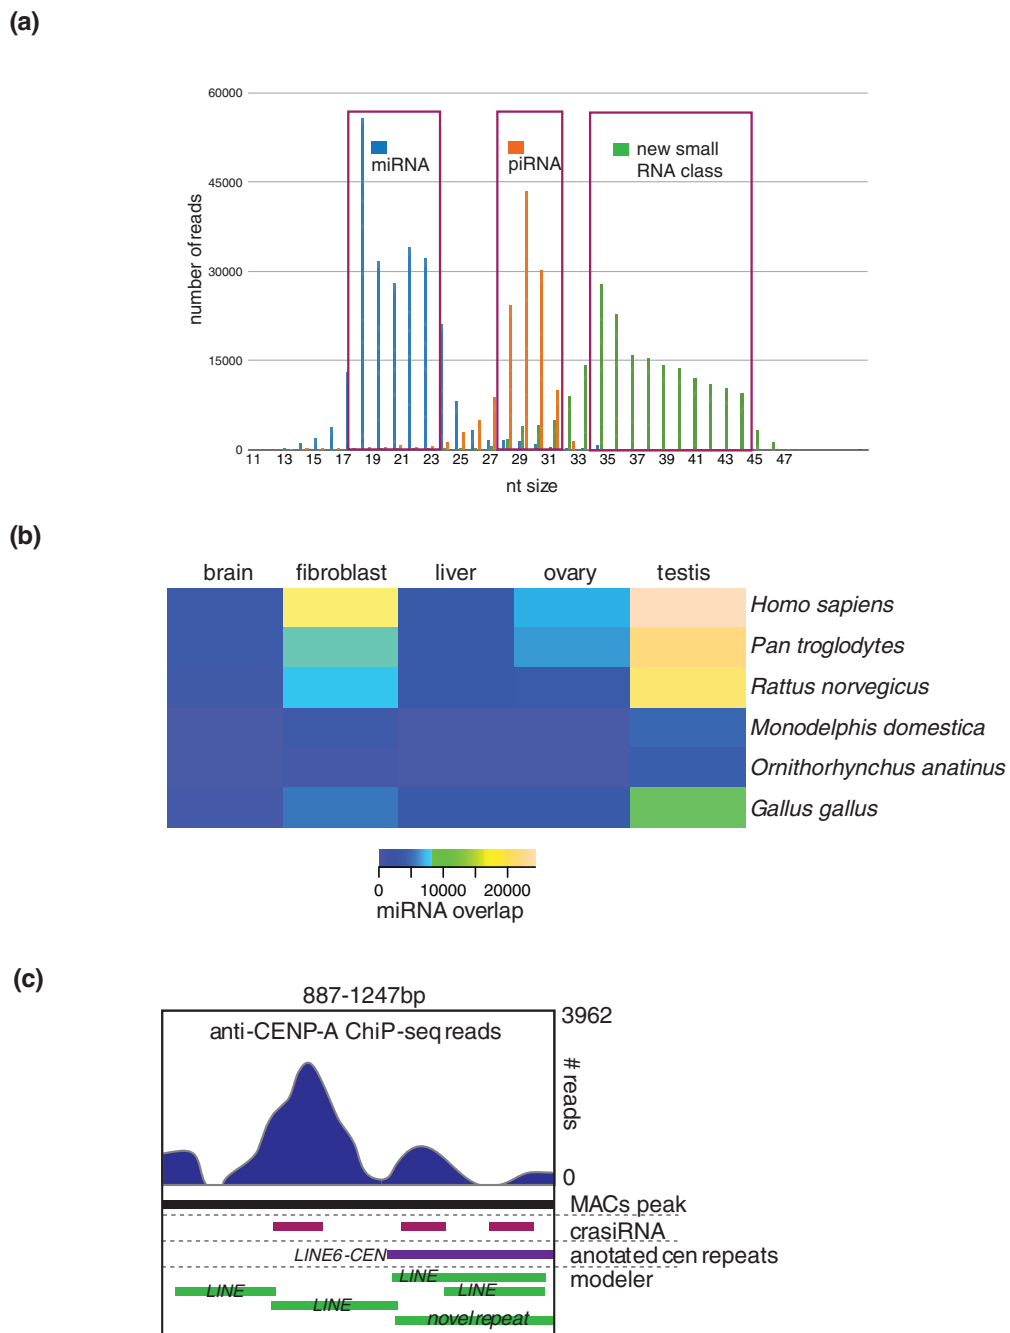 (a)
60000
45000
30000
15000
0
number of reads
miRNA
piRNA
new small
RNA class
11 13 15 17 19 21 23 25 27 29 31 33 35 37 39 41 43 45 47
nt size
(b)
brain fibroblast liver ovary testis
Homo sapiens
Pan troglodytes
Rattus norvegicus
Monodelphis domestica
Ornithorhynchus anatinus
Gallus gallus
0 10000 20000
miRNA overlap
(c)
887-1247bp
3962
anti-CENP-A ChiP-seq reads
# reads
0
MACs peak
crasiRNA
LINE6-CEN
anotated cen repeats
LINE
modeler
LINE
LINE
LINE
novel repeat